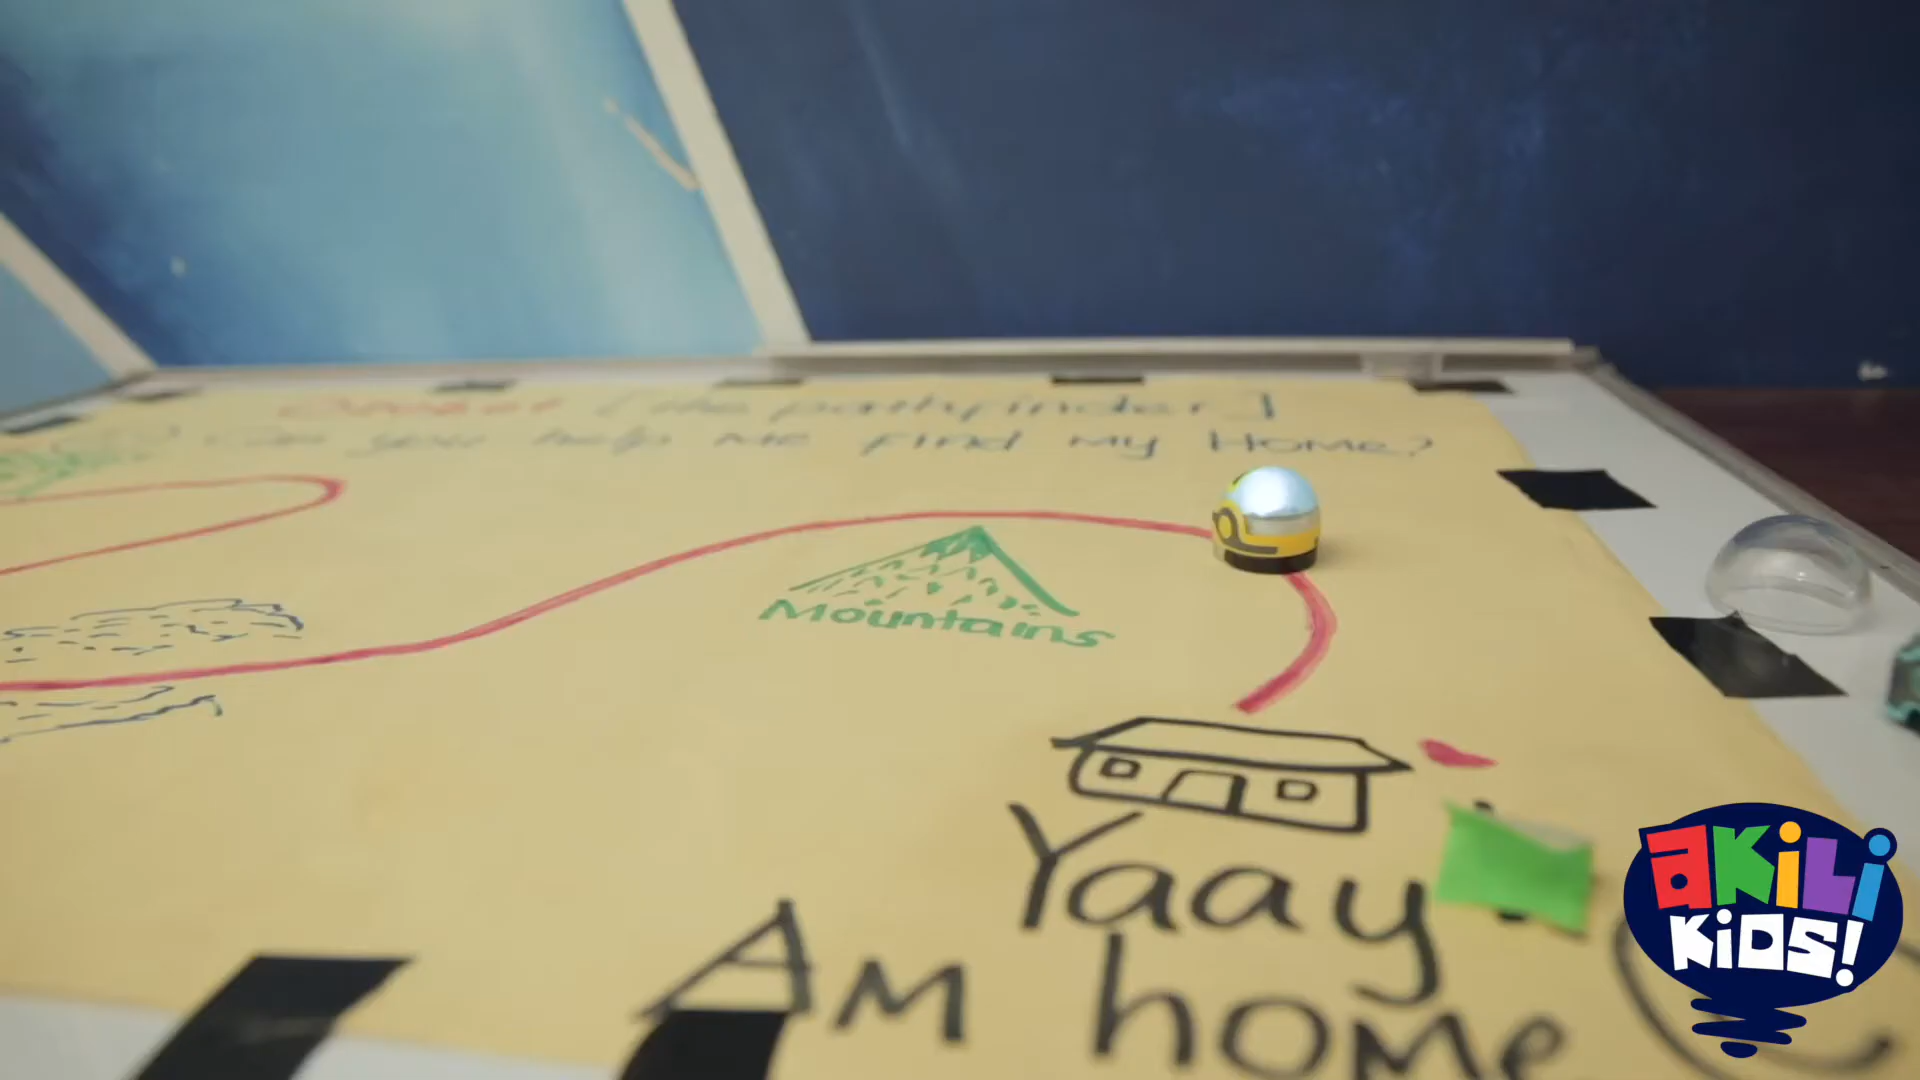 [the pathfinder]
Can you help Me Find My Home?
Mountains
Yaay
Am home
AKiLi
KiDS!